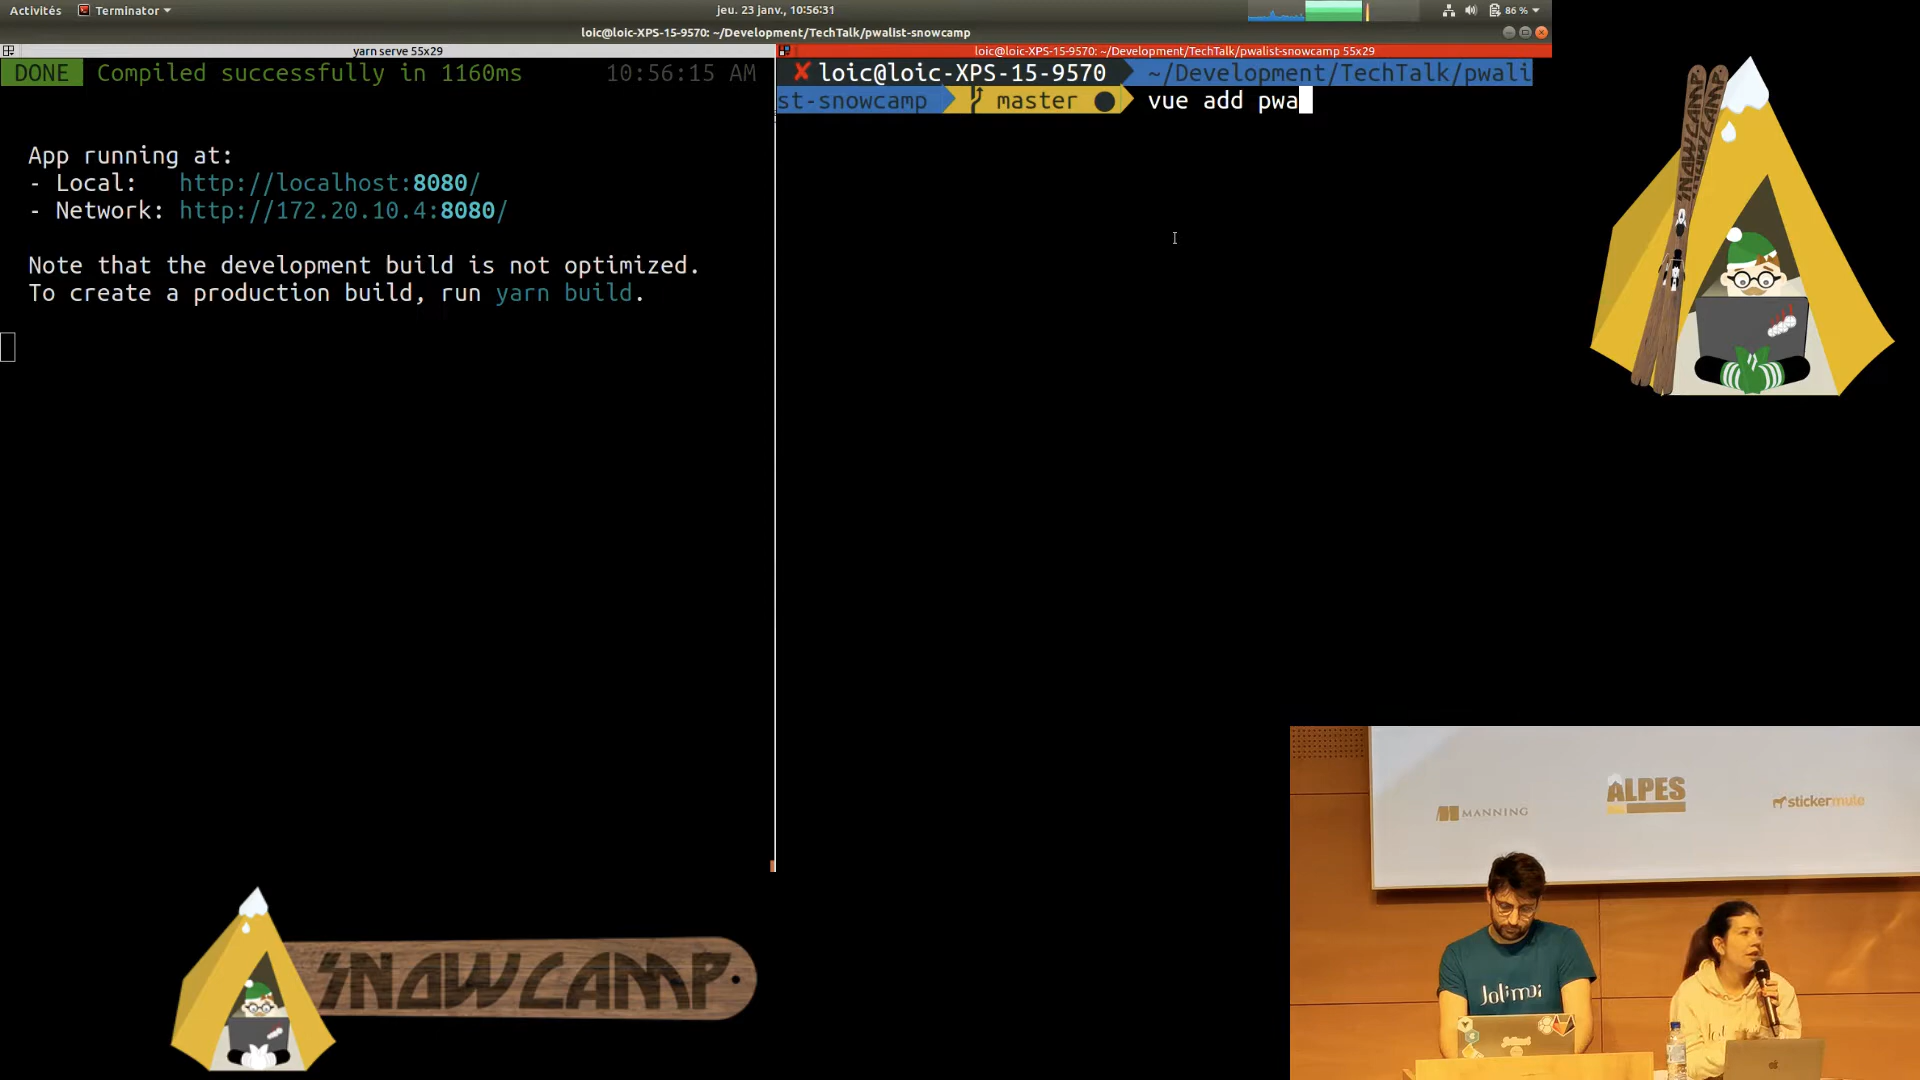 Activités Terminator jeu. 23 janv., 10:56:31 86 %
loic@loic-XPS-15-9570: ~/Development/TechTalk/pwalist-snowcamp
yarn serve 55x29
loic@loic-XPS-15-9570: ~/Development/TechTalk/pwalist-snowcamp 55x29
DONE Compiled successfully in 1160ms 10:56:15 AM
App running at:
- Local: http://localhost:8080/
- Network: http://172.20.10.4:8080/
Note that the development build is not optimized.
To create a production build, run yarn build.
✘ loic@loic-XPS-15-9570 ~/Development/TechTalk/pwali
st-snowcamp master ● vue add pwa
SNOWCAMP
SNOWCAMP
SNOWCAMP
MANNING
ALPES
stickermule
Jolimoi